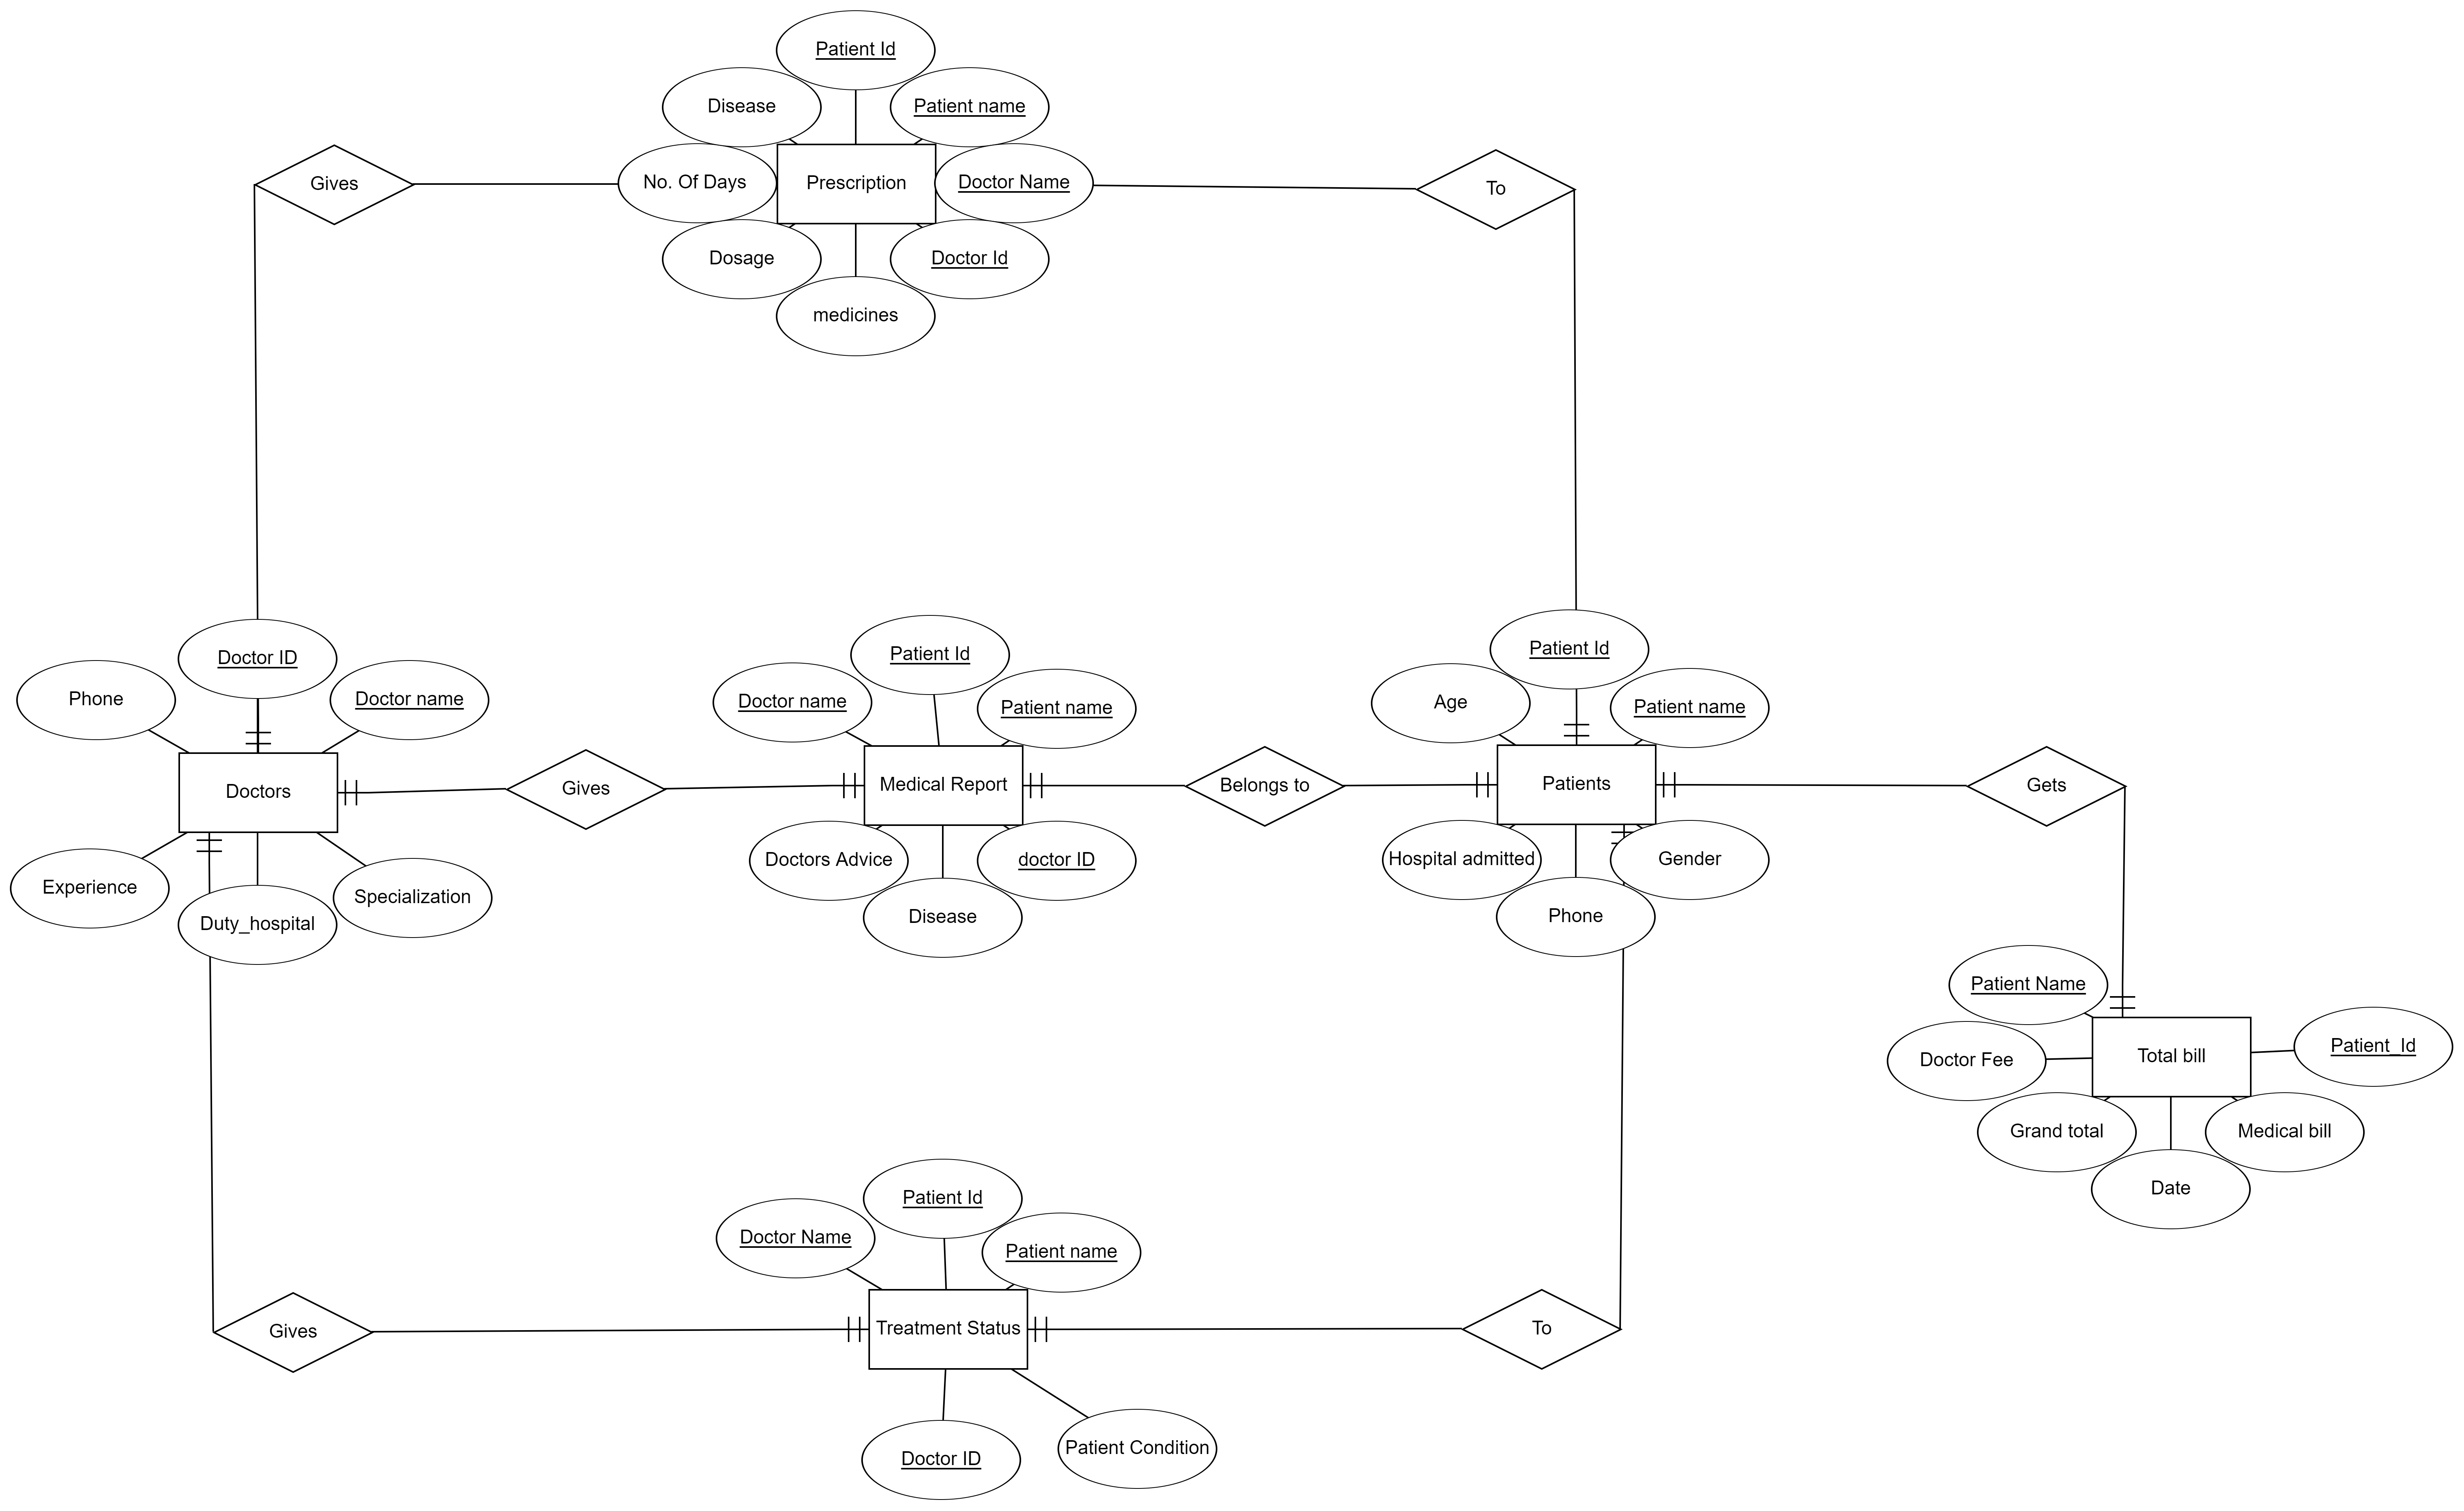 Patient Id
Disease
Patient name
Gives
No. Of Days
Prescription
Doctor Name
To
Dosage
Doctor Id
medicines
Doctor ID
Phone
Doctor name
Doctors
Experience
Duty_hospital
Specialization
Gives
Patient Id
Doctor name
Patient name
Medical Report
Doctors Advice
doctor ID
Disease
Belongs to
Patient Id
Age
Patient name
Patients
Hospital admitted
Gender
Phone
Gets
Patient Name
Patient_Id
Doctor Fee
Total bill
Grand total
Medical bill
Date
Patient Id
Doctor Name
Patient name
Gives
Treatment Status
To
Doctor ID
Patient Condition